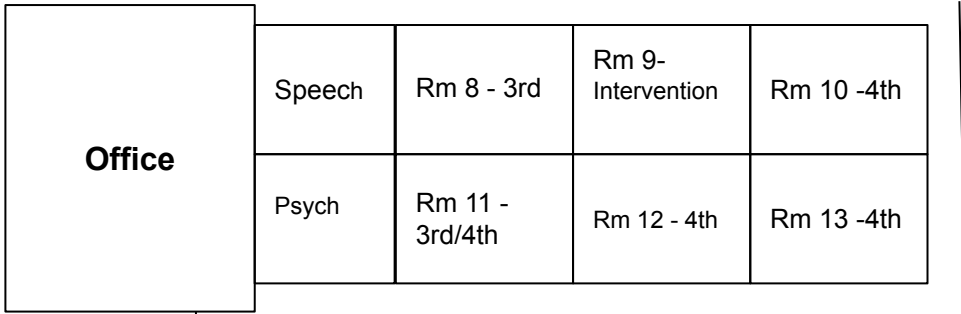 Office
Speech
Rm 8 - 3rd
Rm 9-
Intervention
Rm 10 -4th
Psych
Rm 11 -
3rd/4th
Rm 12 - 4th
Rm 13 -4th